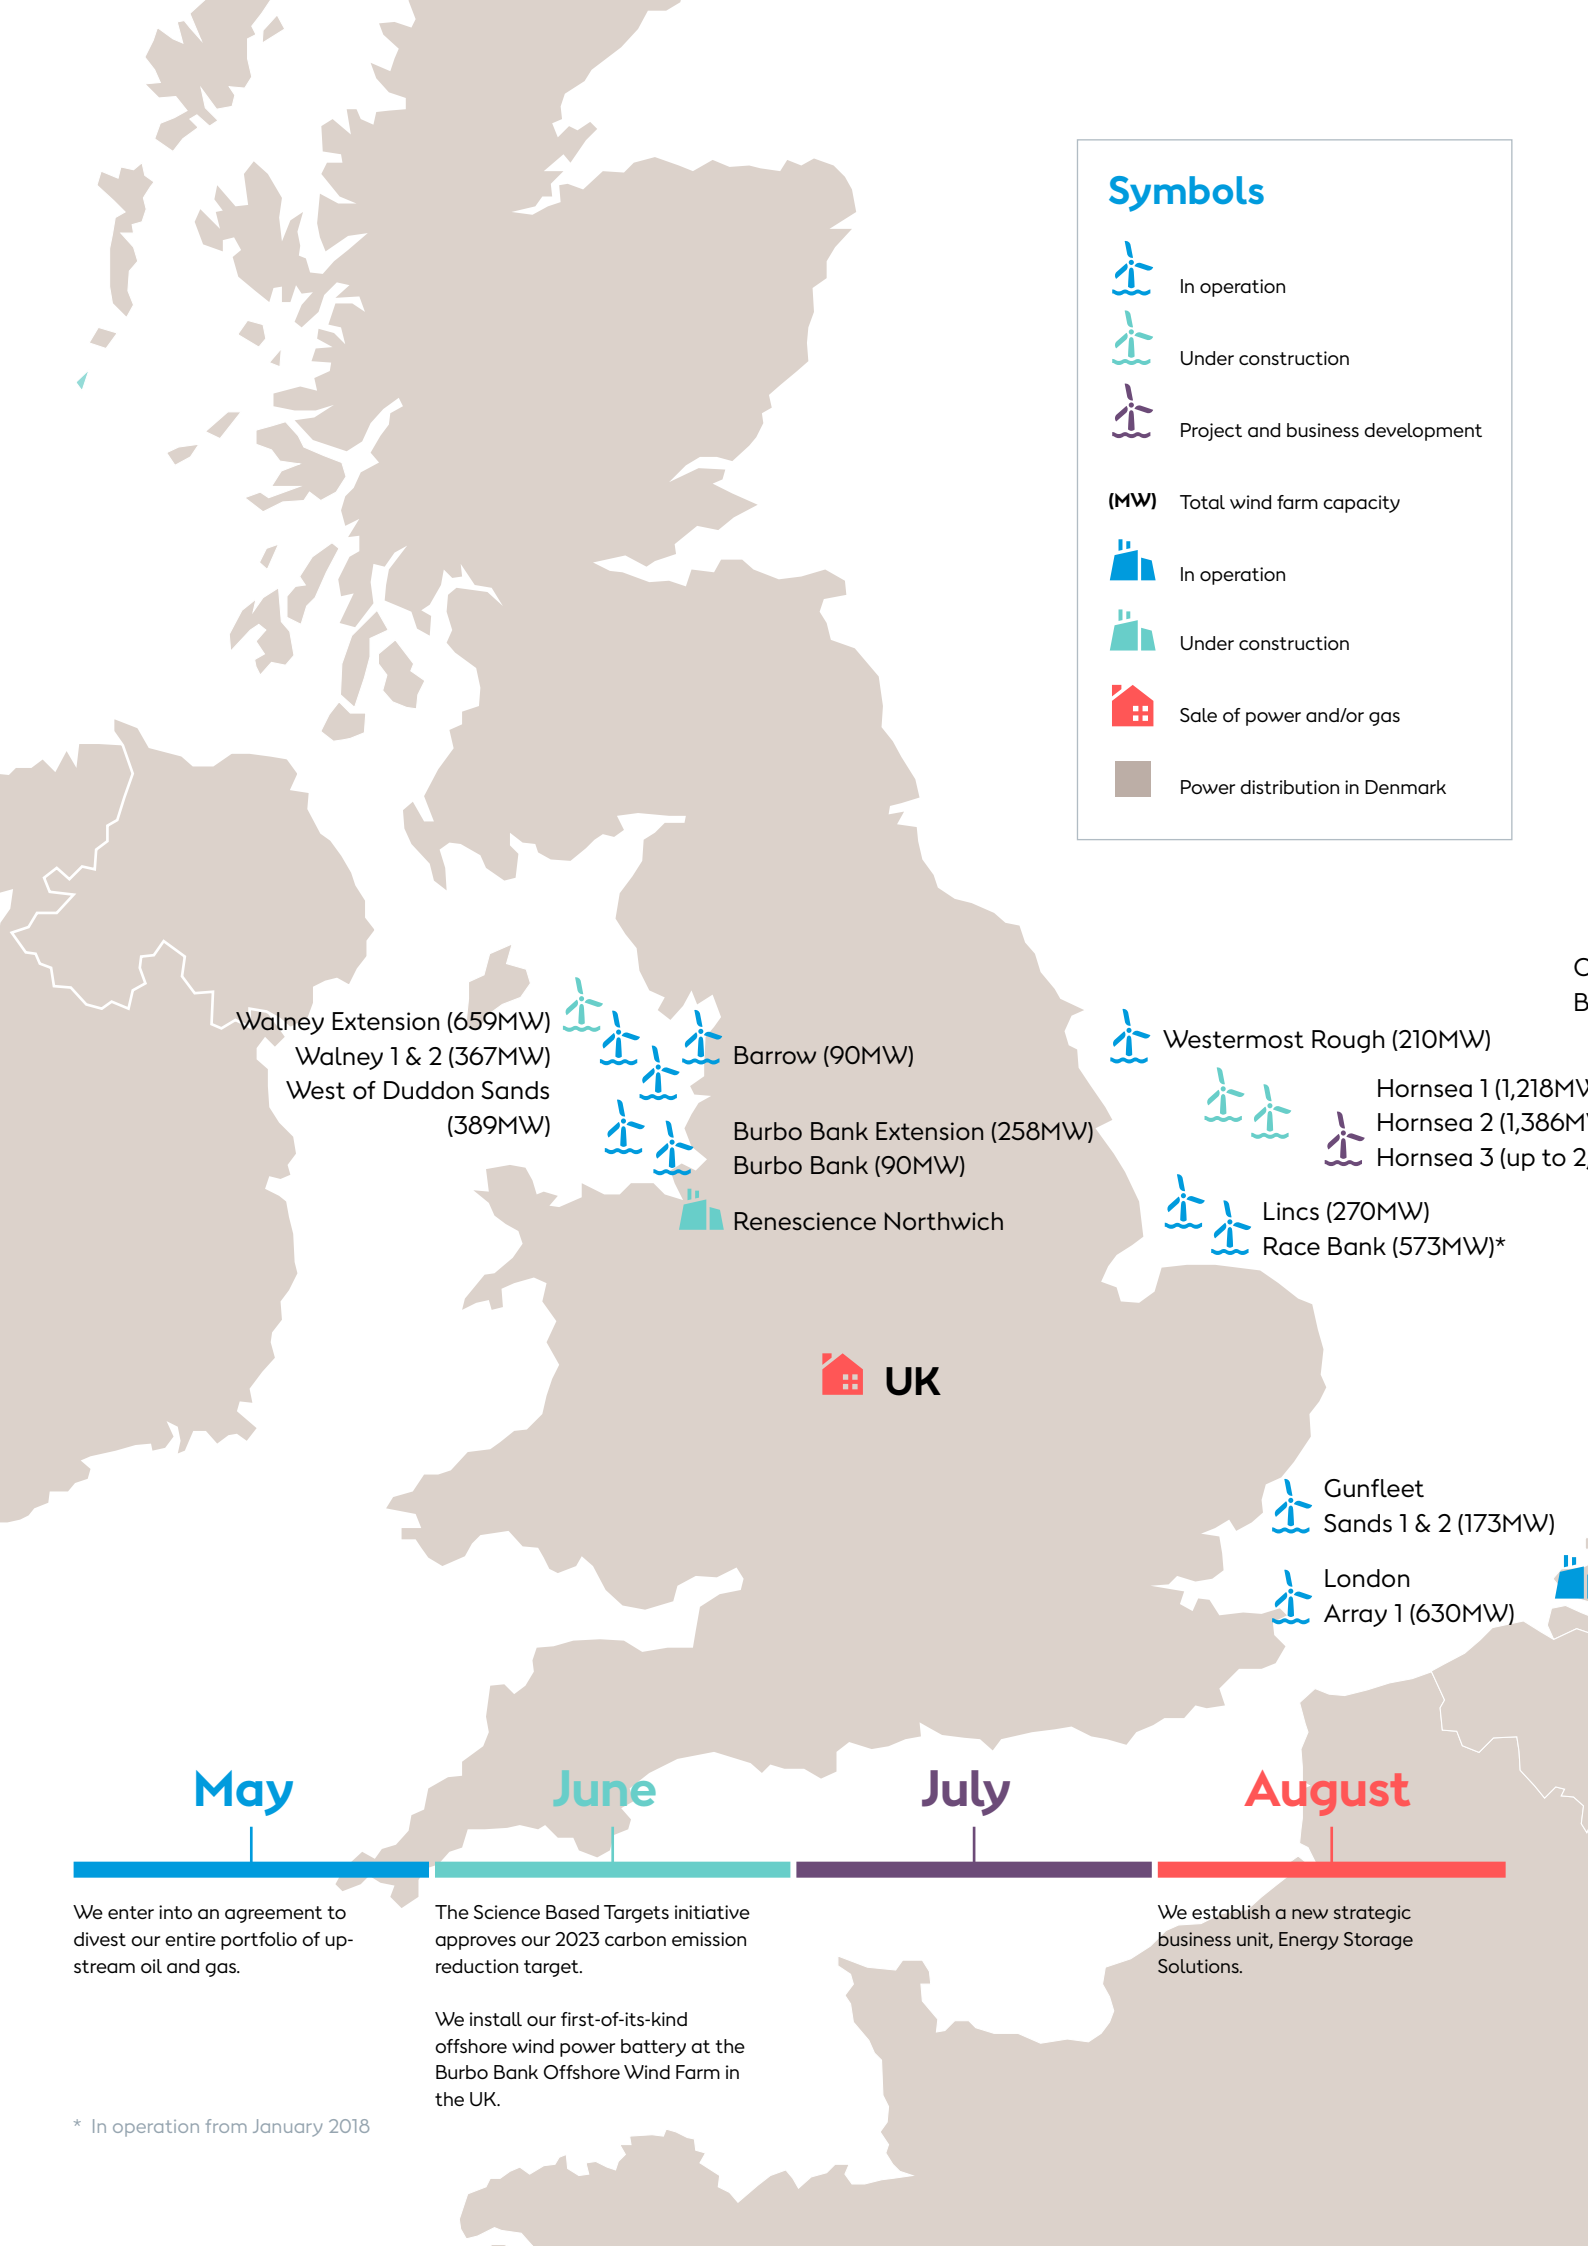 Symbols
In operation
Under construction
Project and business development
(MW) Total wind farm capacity
In operation
Under construction
Sale of power and/or gas
Power distribution in Denmark
Walney Extension (659MW)
Walney 1 & 2 (367MW)
West of Duddon Sands
(389MW)
Barrow (90MW)
Burbo Bank Extension (258MW)
Burbo Bank (90MW)
Renescience Northwich
Westermost Rough (210MW)
Hornsea 1 (1,218MW
Hornsea 2 (1,386M
Hornsea 3 (up to 2,
Lincs (270MW)
Race Bank (573MW)*
UK
Gunfleet
Sands 1 & 2 (173MW)
London
Array 1 (630MW)
May
We enter into an agreement to
divest our entire portfolio of up-
stream oil and gas.
June
The Science Based Targets initiative
approves our 2023 carbon emission
reduction target.
We install our first-of-its-kind
offshore wind power battery at the
Burbo Bank Offshore Wind Farm in
the UK.
July
August
We establish a new strategic
business unit, Energy Storage
Solutions.
* In operation from January 2018